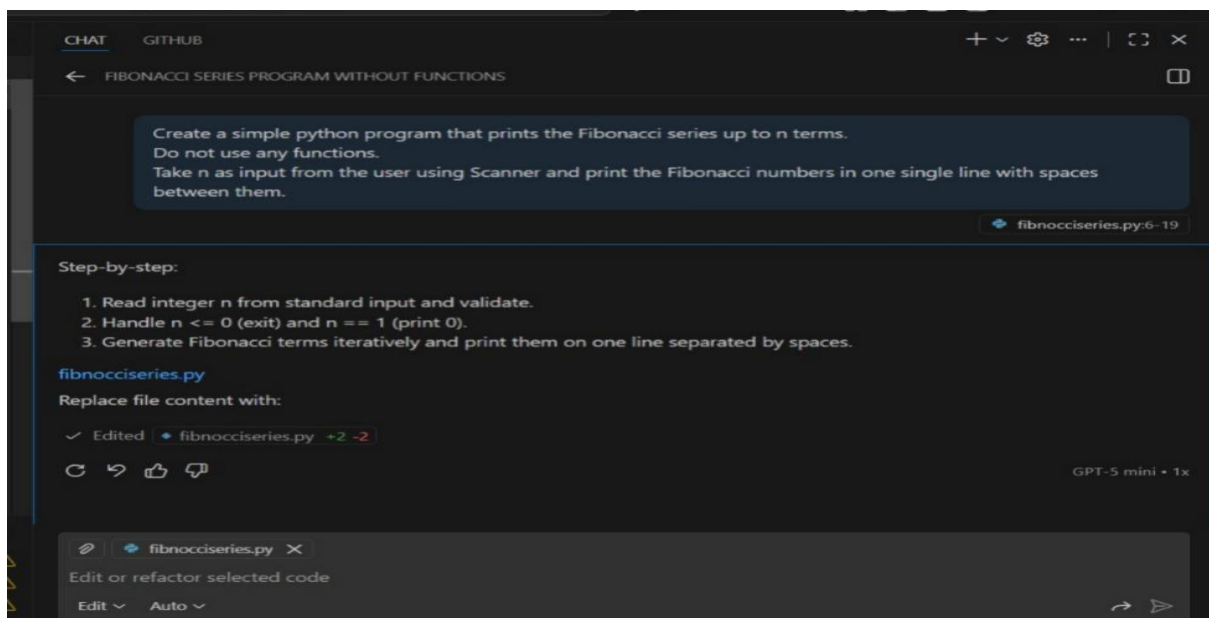 CHAT GITHUB
FIBONACCI SERIES PROGRAM WITHOUT FUNCTIONS
Create a simple python program that prints the Fibonacci series up to n terms.
Do not use any functions.
Take n as input from the user using Scanner and print the Fibonacci numbers in one single line with spaces
between them.
fibnocciseries.py:6-19
Step-by-step:
1. Read integer n from standard input and validate.
2. Handle n <= 0 (exit) and n == 1 (print 0).
3. Generate Fibonacci terms iteratively and print them on one line separated by spaces.
fibnocciseries.py
Replace file content with:
Edited fibnocciseries.py +2 -2
GPT-5 mini • 1x
fibnocciseries.py
Edit or refactor selected code
Edit Auto